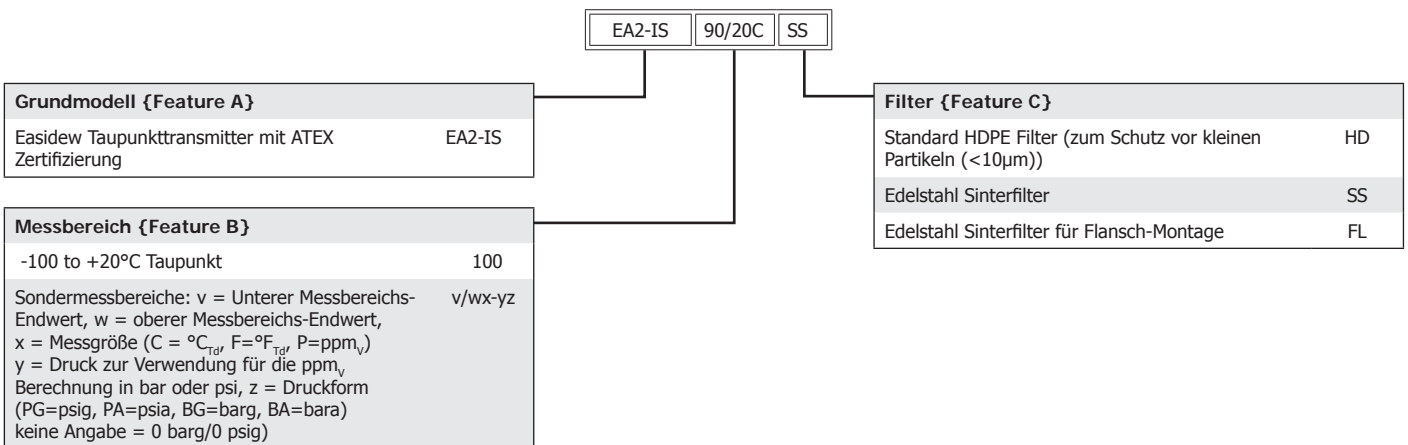 EA2-IS 90/20C SS
Grundmodell {Feature A}
Easidew Taupunkttransmitter mit ATEX EA2-IS
Zertifizierung
Messbereich {Feature B}
-100 to +20°C Taupunkt 100
Sondermessbereiche: v = Unterer Messbereichs- v/wx-yz
Endwert, w = oberer Messbereichs-Endwert,
x = Messgröße (C = °C_Td, F=°F_Td, P=ppm_v)
y = Druck zur Verwendung für die ppm_v
Berechnung in bar oder psi, z = Druckform
(PG=psig, PA=psia, BG=barg, BA=bara)
keine Angabe = 0 barg/0 psig)
Filter {Feature C}
Standard HDPE Filter (zum Schutz vor kleinen HD
Partikeln (<10µm))
Edelstahl Sinterfilter SS
Edelstahl Sinterfilter für Flansch-Montage FL